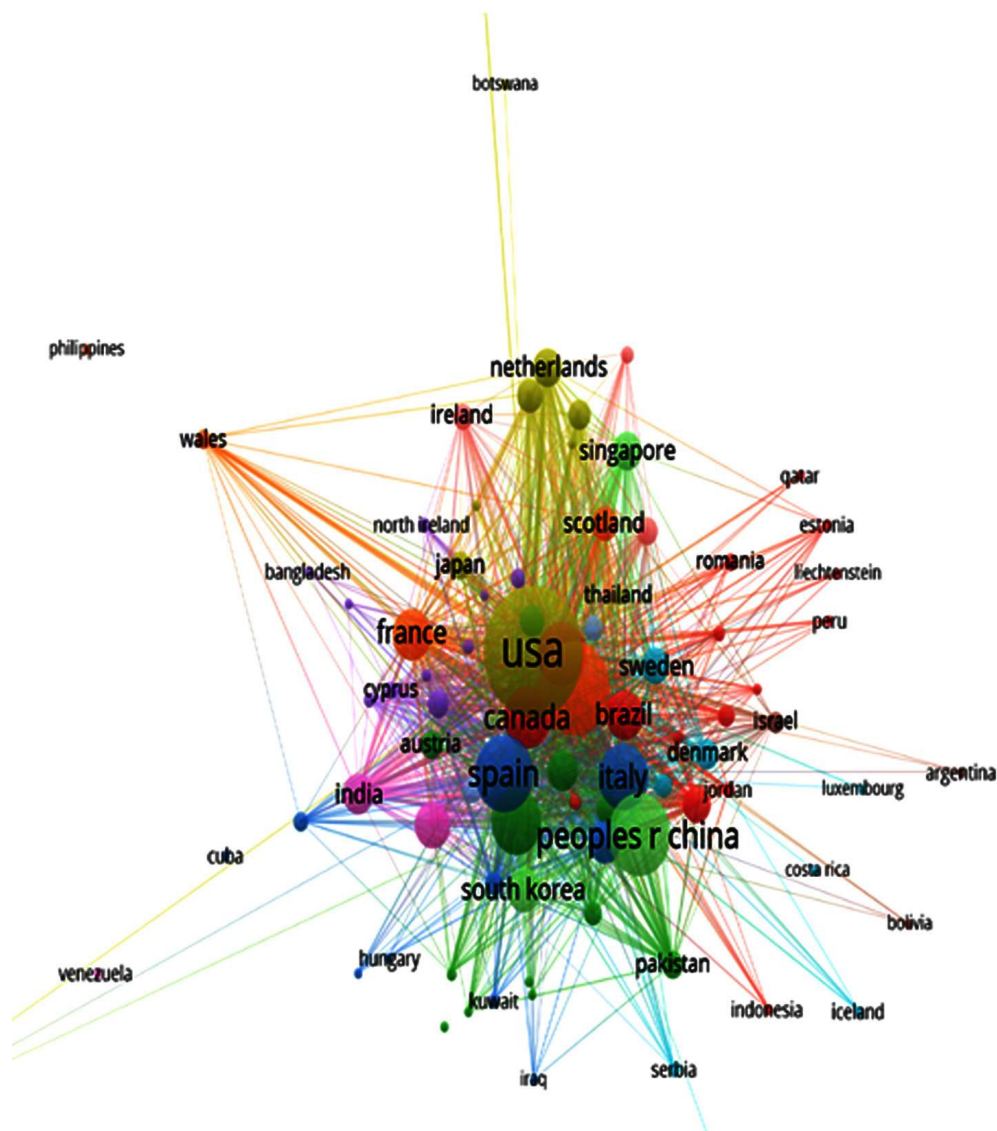 botswana
philippines
netherlands
ireland
wales
singapore
qatar
scotland
north ireland
estonia
romania
japan
bangladesh
liechtenstein
thailand
peru
france
usa
sweden
cyprus
canada
brazil
israel
austria
denmark
spain
italy
argentina
india
jordan
luxembourg
peoples r china
cuba
costa rica
south korea
bolivia
hungary
pakistan
venezuela
kuwait
indonesia
iceland
serbia
iraq